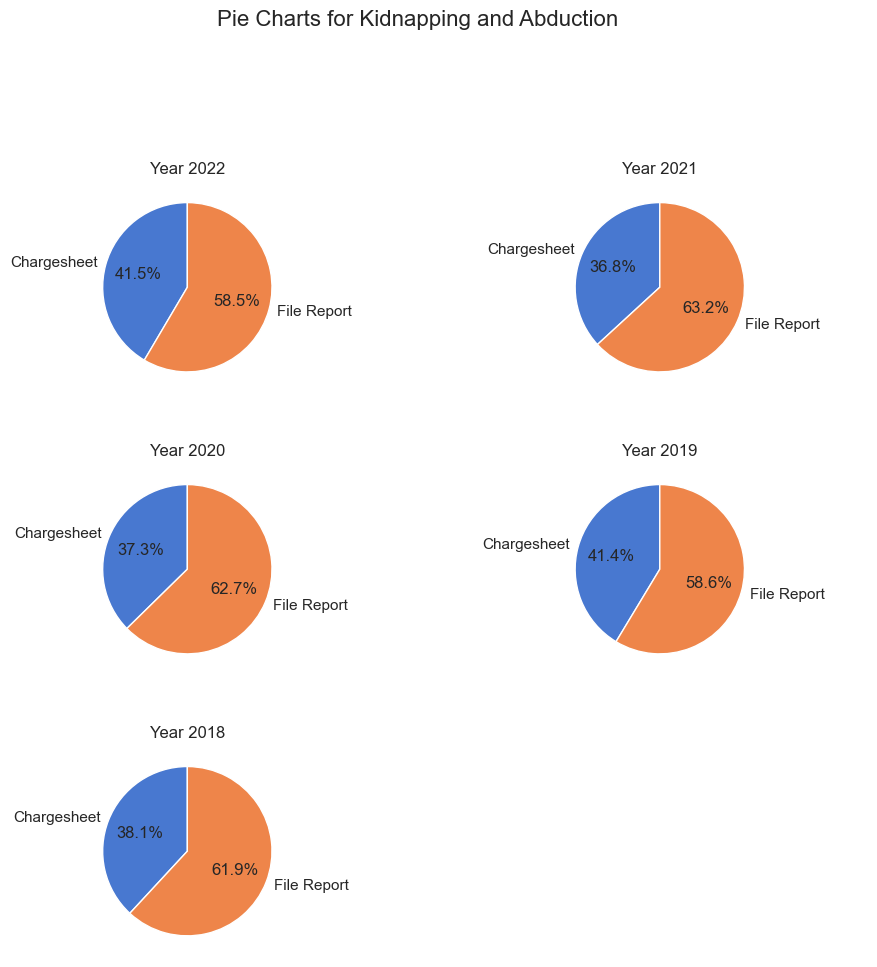 Pie Charts for Kidnapping and Abduction
Year 2022
Chargesheet
41.5%
58.5%
File Report
Year 2021
Chargesheet
36.8%
63.2%
File Report
Year 2020
Chargesheet
37.3%
62.7%
File Report
Year 2019
Chargesheet
41.4%
58.6%
File Report
Year 2018
Chargesheet
38.1%
61.9%
File Report